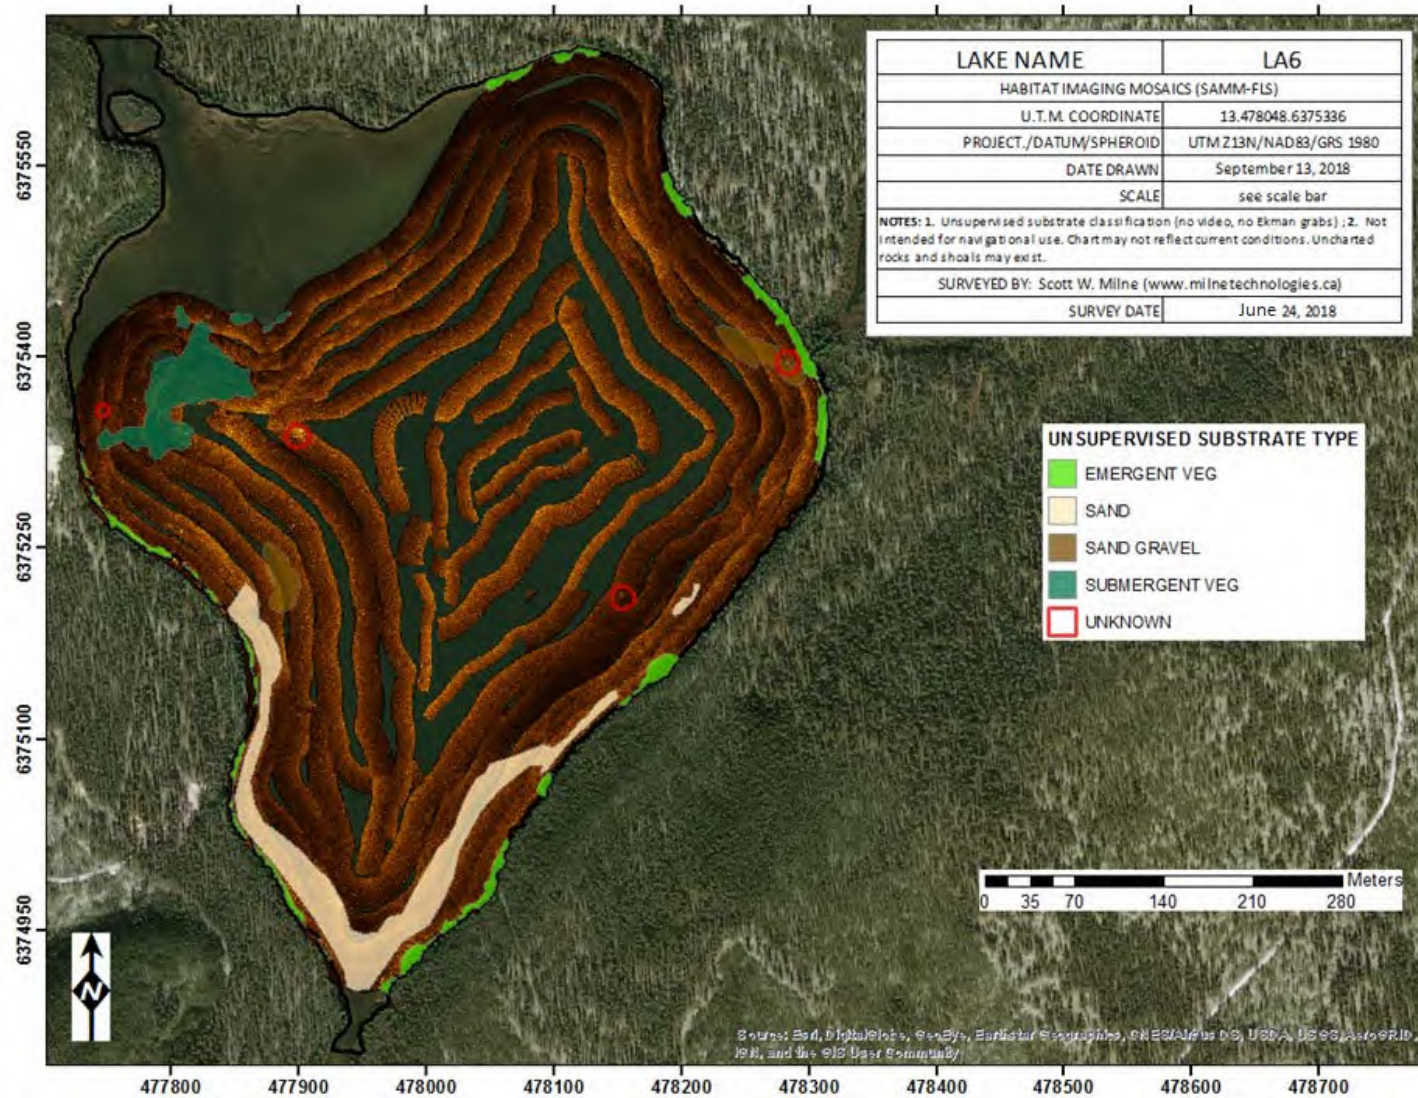 LAKE NAME LA6
HABITAT IMAGING MOSAICS (SAMM-FLS)
U.T.M. COORDINATE 13.478048.6375336
PROJECT./DATUM/SPHEROID UTM Z13N/NAD83/GRS 1980
DATE DRAWN September 13, 2018
SCALE see scale bar
NOTES: 1. Unsupervised substrate classification (no video, no Ekman grabs) ; 2. Not
intended for navigational use. Chart may not reflect current conditions. Uncharted
rocks and shoals may exist.
SURVEYED BY: Scott W. Milne (www.milnetechnologies.ca)
SURVEY DATE June 24, 2018
6375550
6375400
6375250
6375100
6374950
UNSUPERVISED SUBSTRATE TYPE
EMERGENT VEG
SAND
SAND GRAVEL
SUBMERGENT VEG
UNKNOWN
Meters
0 35 70 140 210 280
N
Source: Esri, DigitalGlobe, GeoEye, Earthstar Geographics, CNES/Airbus DS, USDA, USGS, AeroGRID,
IGN, and the GIS User Community
477800 477900 478000 478100 478200 478300 478400 478500 478600 478700